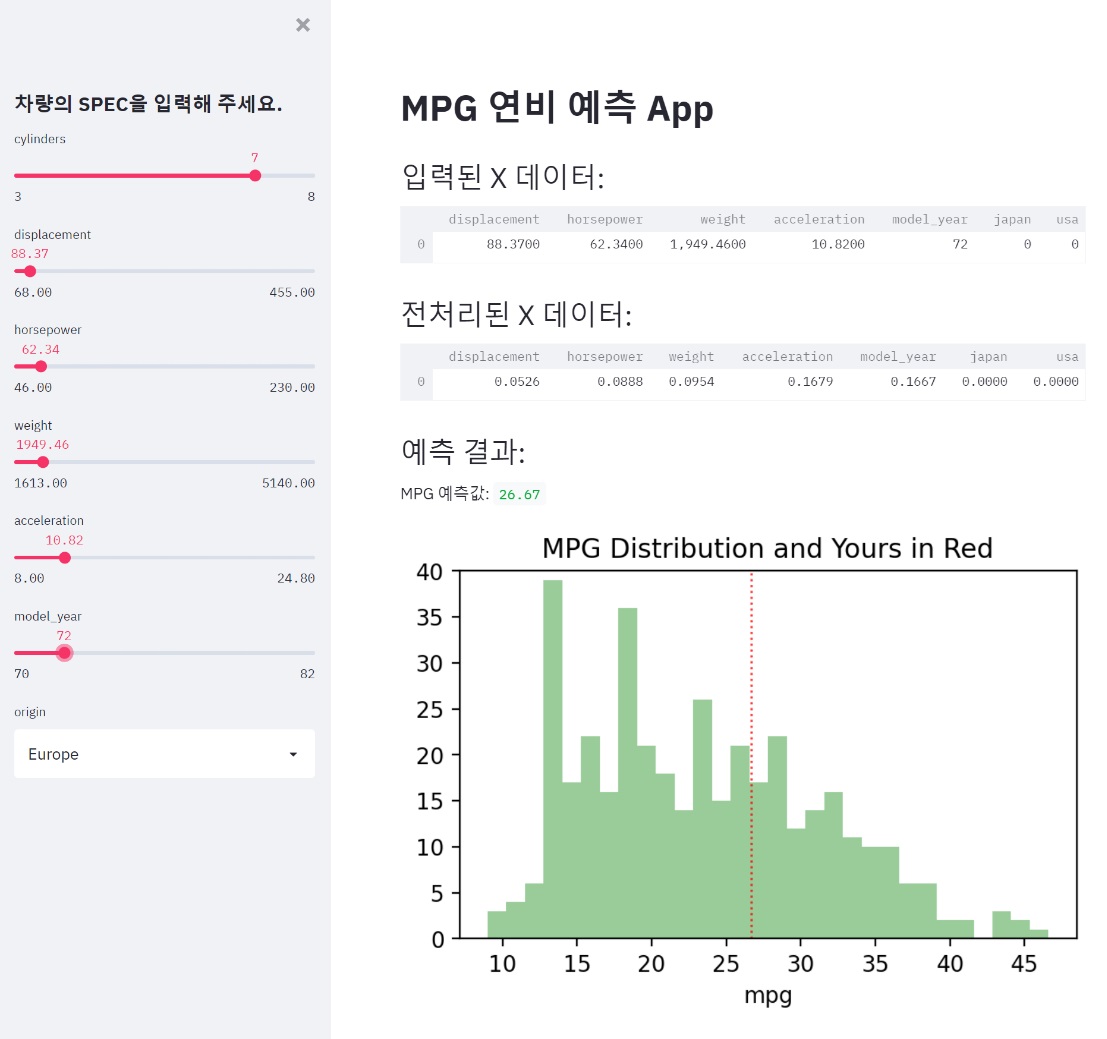 ×
차량의 SPEC을 입력해 주세요.
cylinders
7
3 8
displacement
88.37
68.00 455.00
horsepower
62.34
46.00 230.00
weight
1949.46
1613.00 5140.00
acceleration
10.82
8.00 24.80
model_year
72
70 82
origin
Europe
MPG 연비 예측 App
입력된 X 데이터:
displacement horsepower weight acceleration model_year japan usa
0 88.3700 62.3400 1,949.4600 10.8200 72 0 0
전처리된 X 데이터:
displacement horsepower weight acceleration model_year japan usa
0 0.0526 0.0888 0.0954 0.1679 0.1667 0.0000 0.0000
예측 결과:
MPG 예측값: 26.67
MPG Distribution and Yours in Red
40
35
30
25
20
15
10
5
0
10 15 20 25 30 35 40 45
mpg